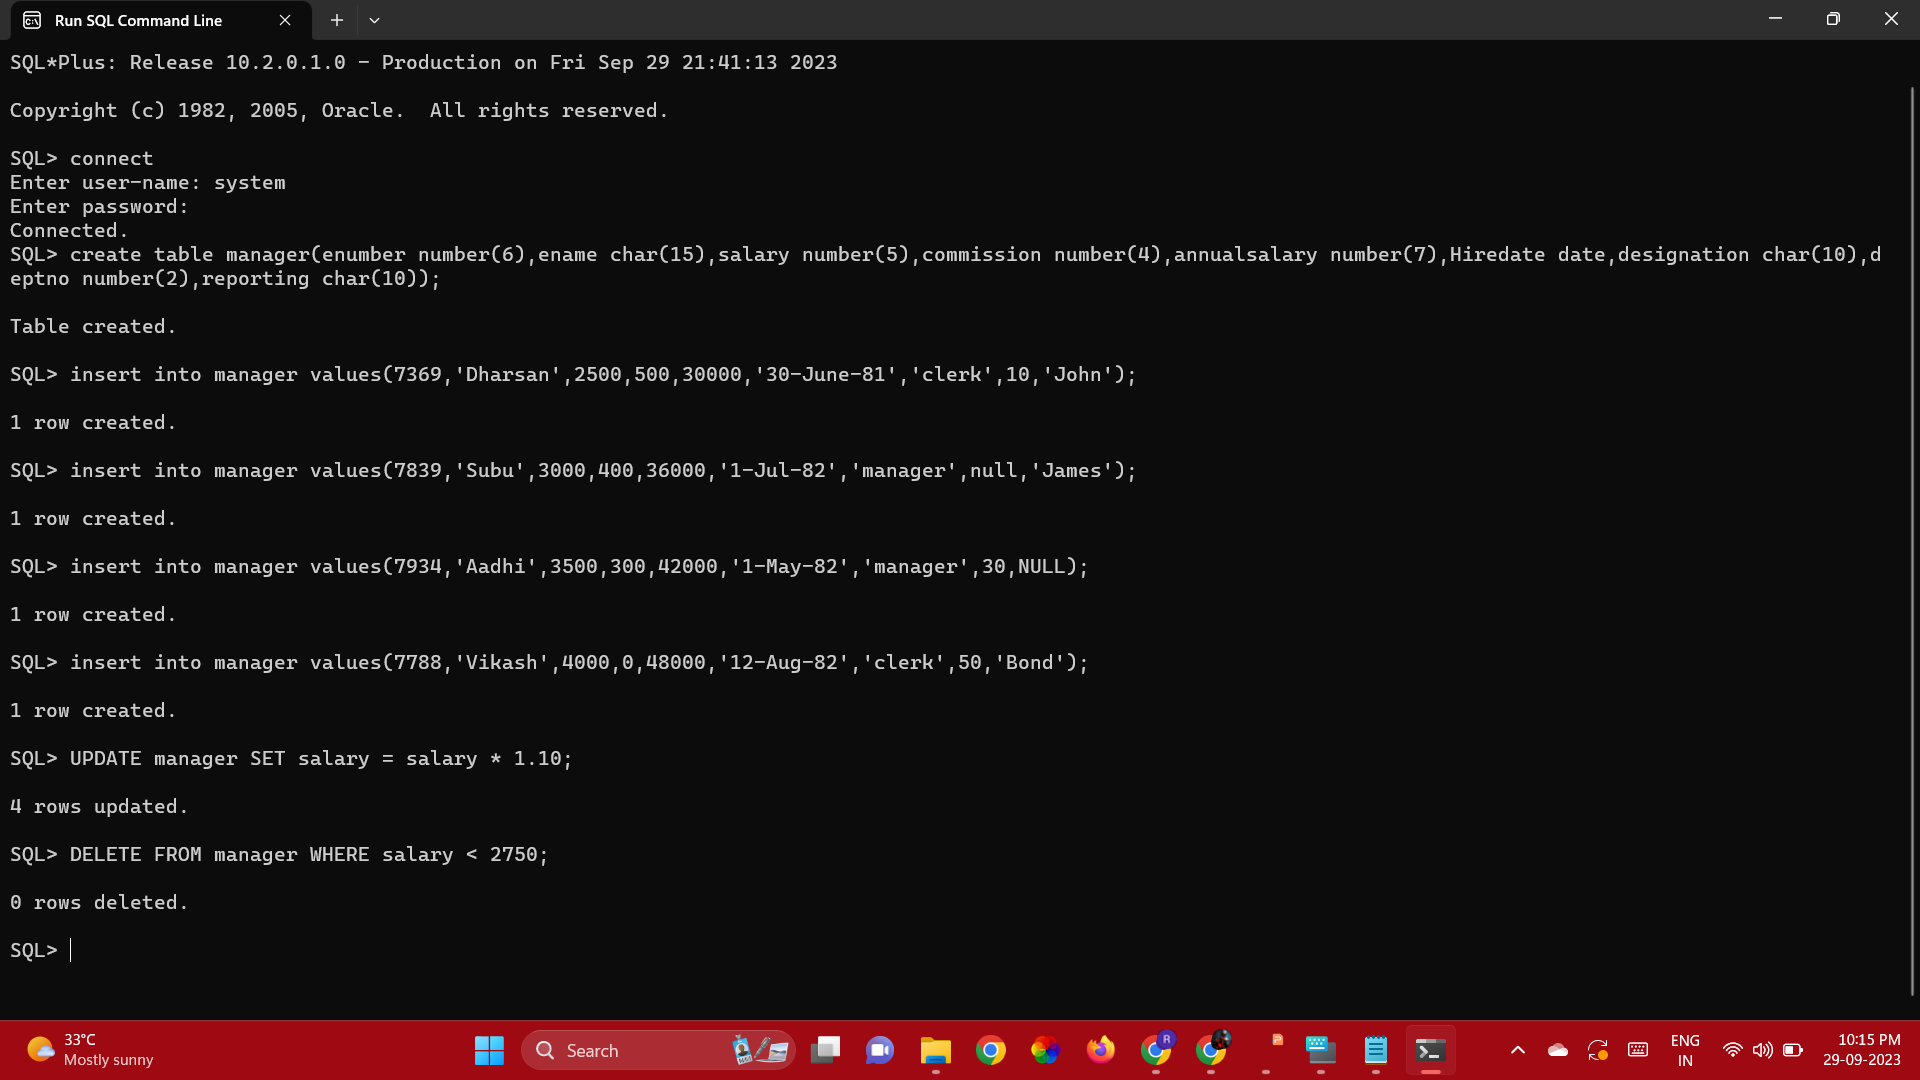 Run SQL Command Line
SQL*Plus: Release 10.2.0.1.0 - Production on Fri Sep 29 21:41:13 2023
Copyright (c) 1982, 2005, Oracle.  All rights reserved.
SQL> connect
Enter user-name: system
Enter password:
Connected.
SQL> create table manager(enumber number(6),ename char(15),salary number(5),commission number(4),annualsalary number(7),Hiredate date,designation char(10),d
eptno number(2),reporting char(10));
Table created.
SQL> insert into manager values(7369,'Dharsan',2500,500,30000,'30-June-81','clerk',10,'John');
1 row created.
SQL> insert into manager values(7839,'Subu',3000,400,36000,'1-Jul-82','manager',null,'James');
1 row created.
SQL> insert into manager values(7934,'Aadhi',3500,300,42000,'1-May-82','manager',30,NULL);
1 row created.
SQL> insert into manager values(7788,'Vikash',4000,0,48000,'12-Aug-82','clerk',50,'Bond');
1 row created.
SQL> UPDATE manager SET salary = salary * 1.10;
4 rows updated.
SQL> DELETE FROM manager WHERE salary < 2750;
0 rows deleted.
SQL>
33°C
Mostly sunny
Search
R
ENG
IN
10:15 PM
29-09-2023